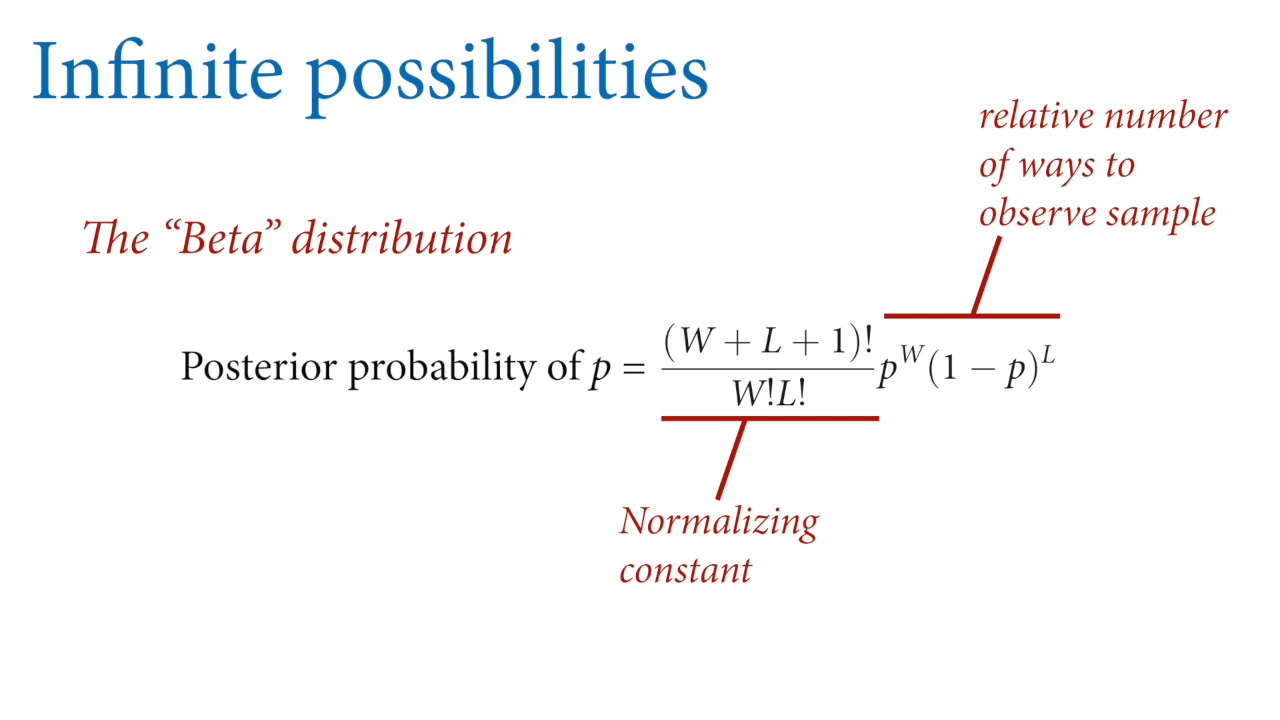 Infinite possibilities
relative number
of ways to
observe sample
The “Beta” distribution
Posterior probability of p = \frac{(W + L + 1)!}{W!L!} p^W (1 − p)^L
Normalizing
constant